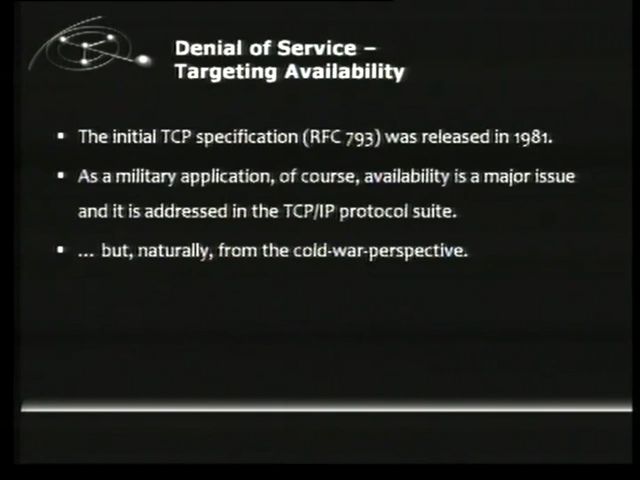 Denial of Service –
Targeting Availability
▪ The initial TCP specification (RFC 793) was released in 1981.
▪ As a military application, of course, availability is a major issue
and it is addressed in the TCP/IP protocol suite.
▪ ... but, naturally, from the cold-war-perspective.